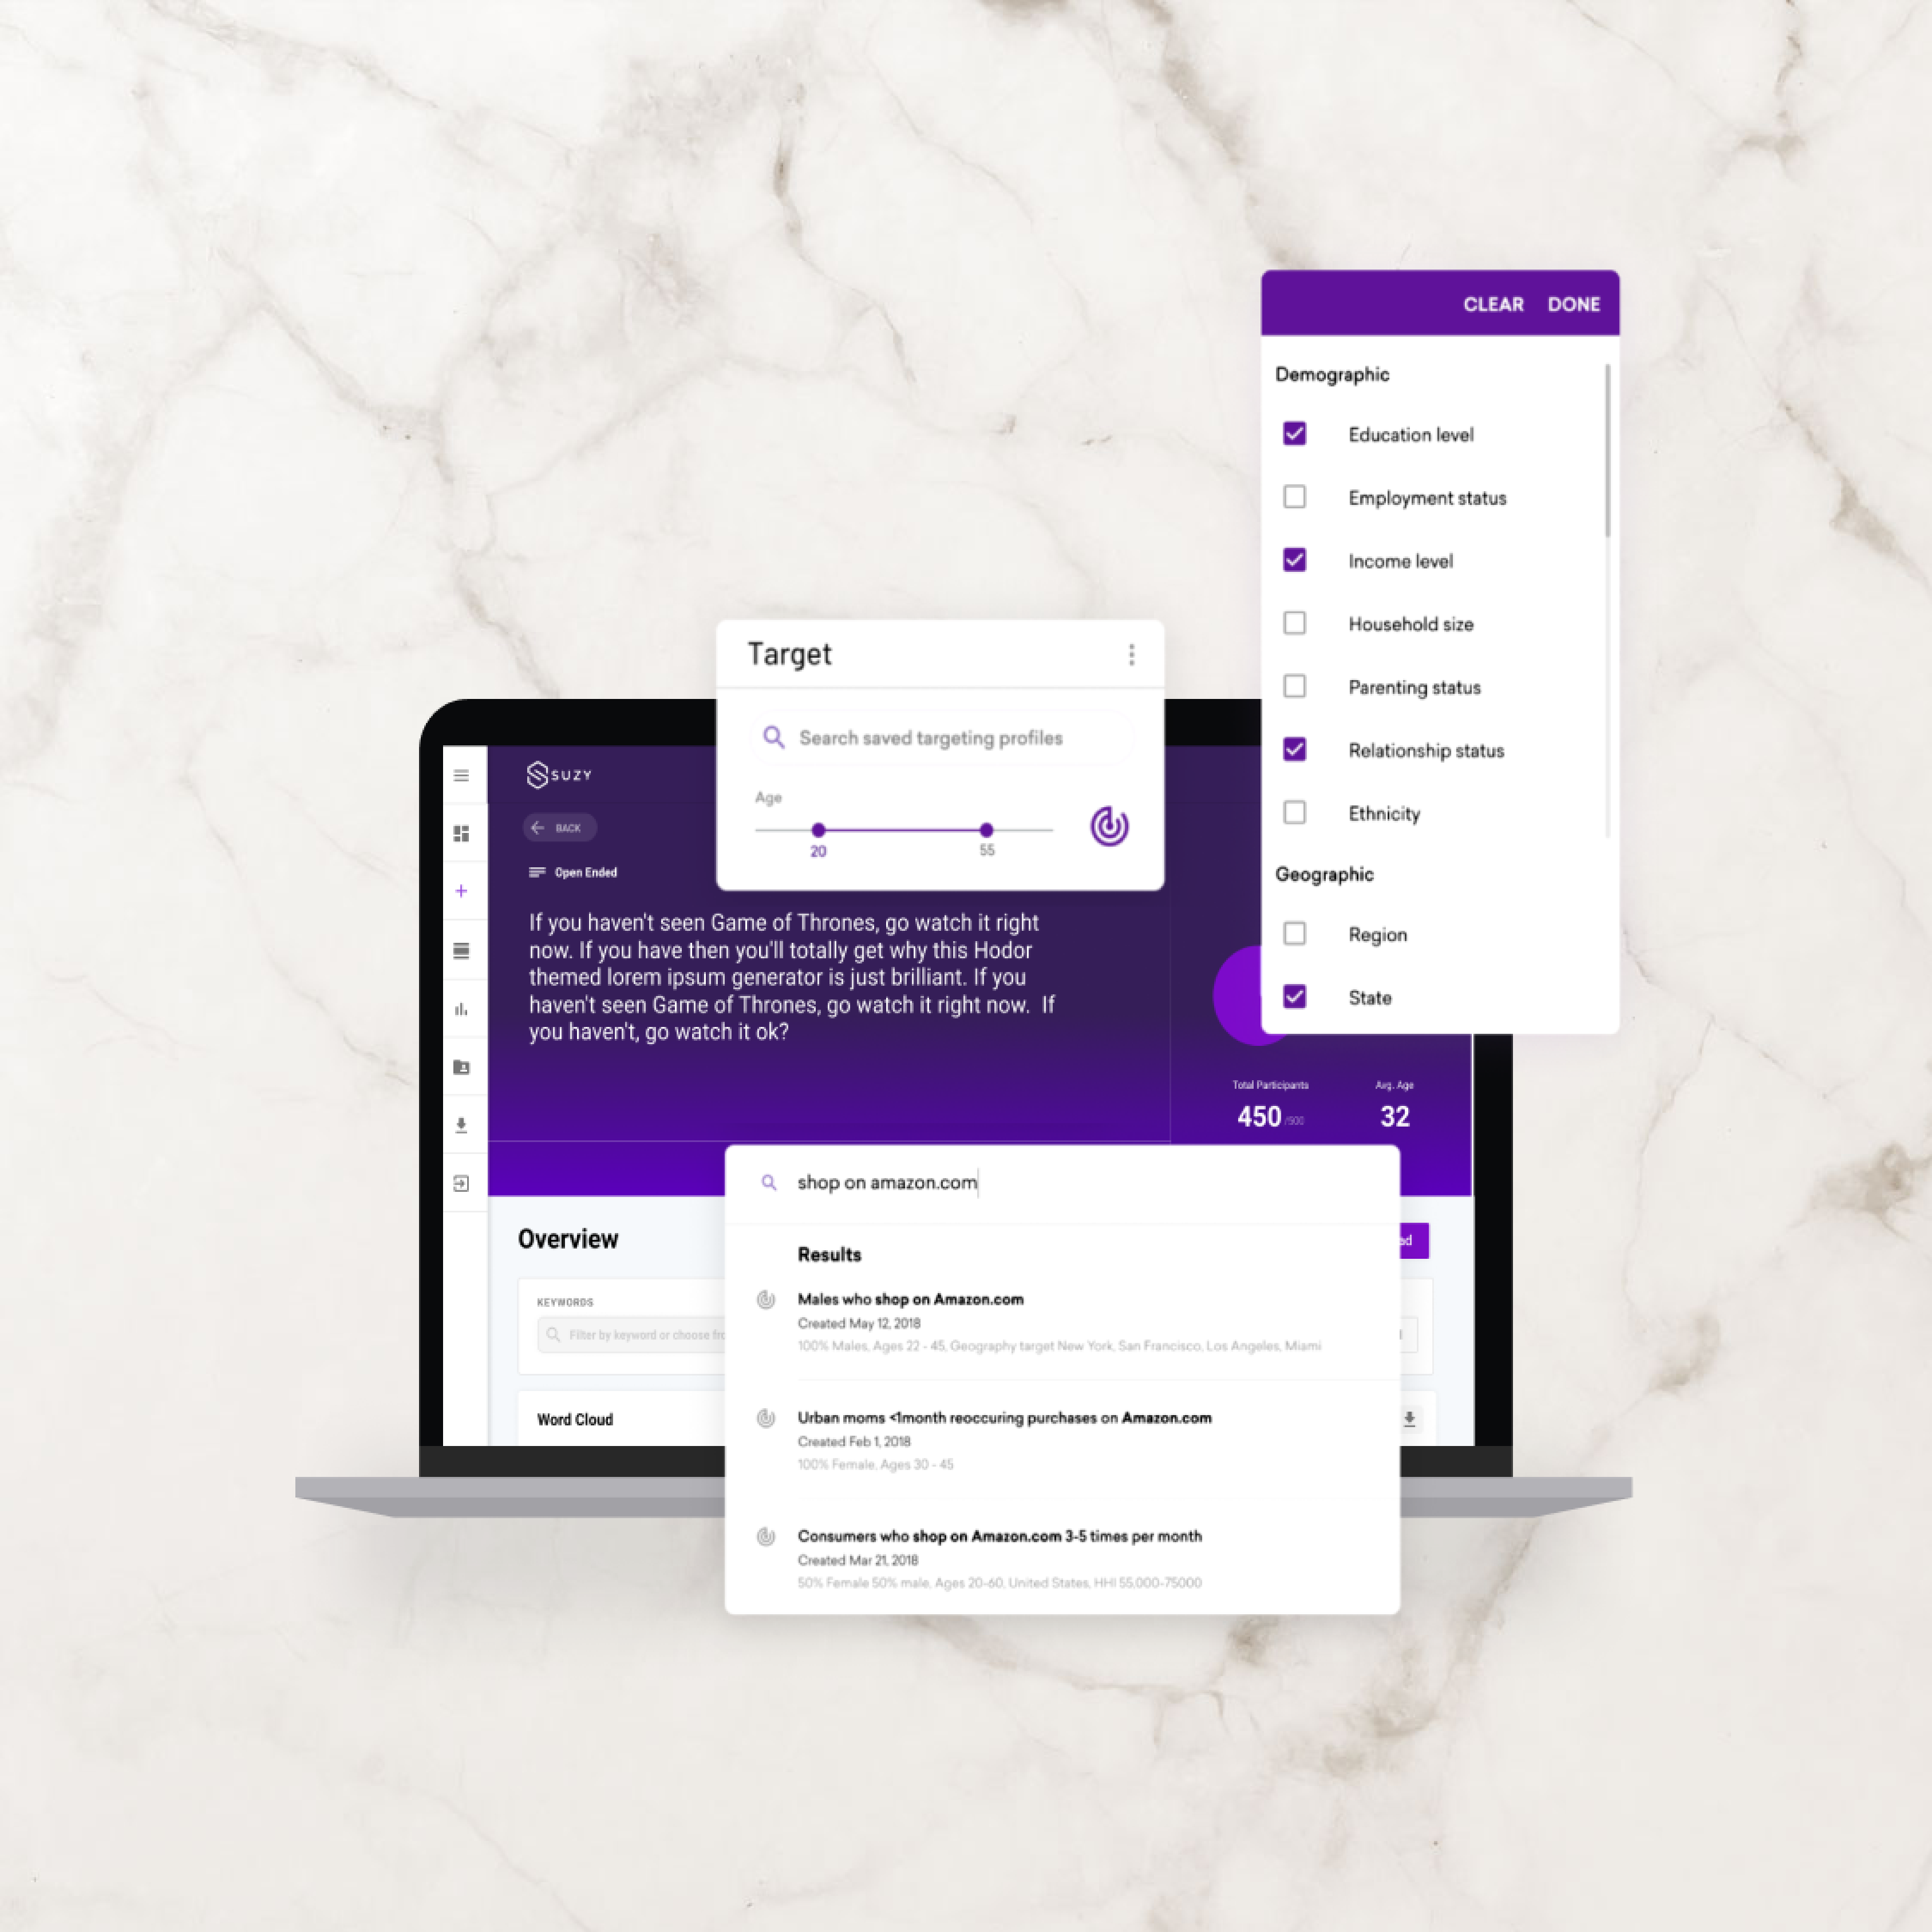 CLEAR DONE
Demographic
Education level
Employment status
Income level
Household size
Parenting status
Relationship status
Ethnicity
Geographic
Region
State
Target
Search saved targeting profiles
Age
20
55
SUZY
BACK
Open Ended
If you haven't seen Game of Thrones, go watch it right
now. If you have then you'll totally get why this Hodor
themed lorem ipsum generator is just brilliant. If you
haven't seen Game of Thrones, go watch it right now. If
you haven't, go watch it ok?
Total Participants
450 /900
Avg. Age
32
shop on amazon.com
Results
Males who shop on Amazon.com
Created May 12, 2018
100% Males, Ages 22 - 45, Geography target New York, San Francisco, Los Angeles, Miami
Urban moms <1month reoccuring purchases on Amazon.com
Created Feb 1, 2018
100% Female, Ages 30 - 45
Consumers who shop on Amazon.com 3-5 times per month
Created Mar 21, 2018
50% Female 50% male, Ages 20-60, United States, HHI 55,000-75000
Overview
KEYWORDS
Filter by keyword or choose
Word Cloud